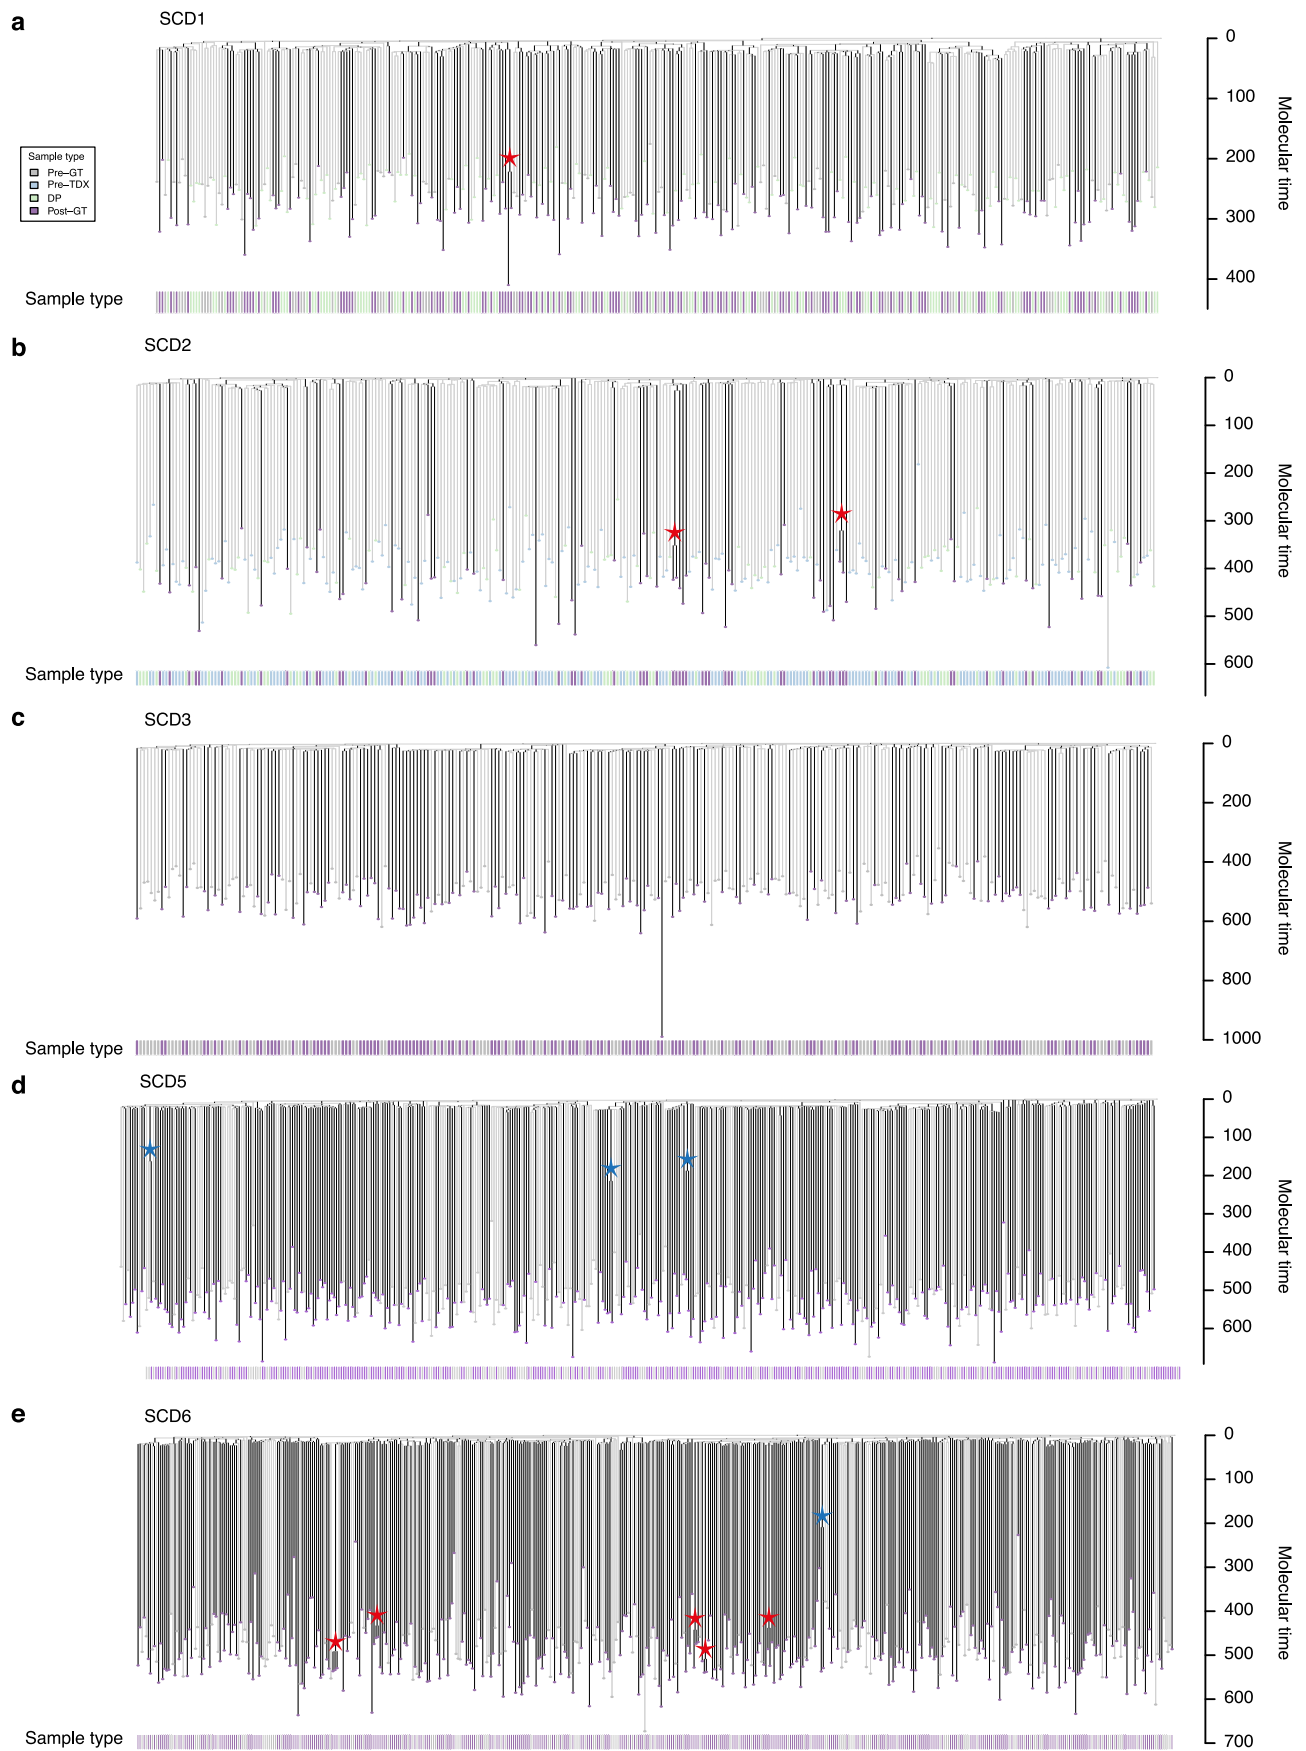 a
SCD1
0
100
200
300
400
Molecular time
Sample type
Pre–GT
Pre–TDX
DP
Post–GT
Sample type
b
SCD2
0
100
200
300
400
500
600
Molecular time
Sample type
c
SCD3
0
200
400
600
800
1000
Molecular time
Sample type
d
SCD5
0
100
200
300
400
500
600
Molecular time
e
SCD6
0
100
200
300
400
500
600
700
Molecular time
Sample type